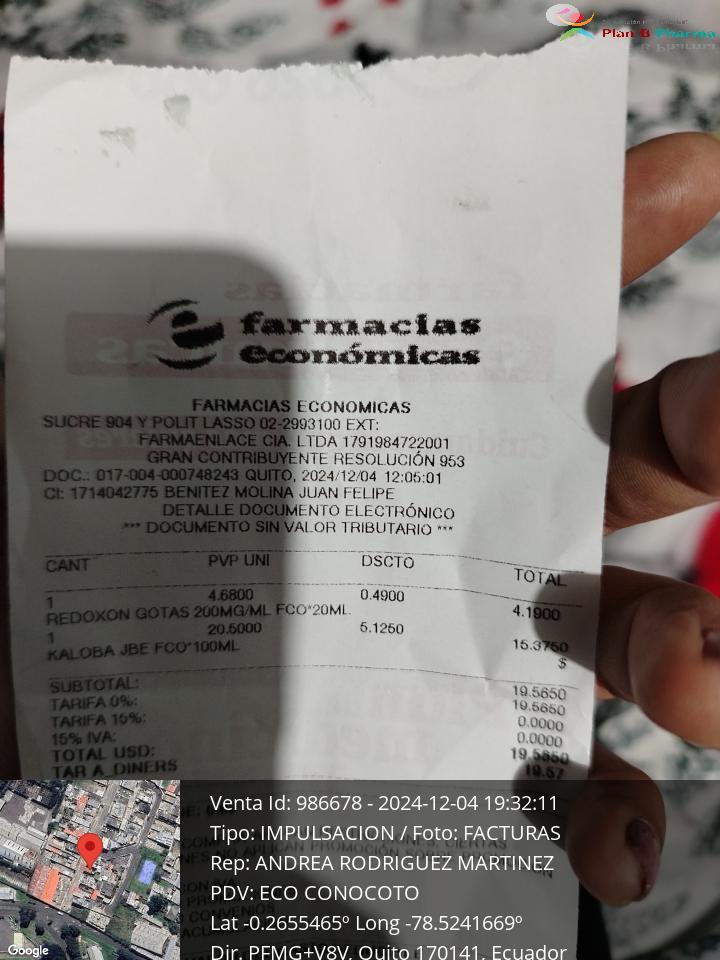 Plan B Pharma
farmacias
económicas
FARMACIAS ECONOMICAS
SUCRE 904 Y POLIT LASSO 02-2993100 EXT:
FARMAENLACE CIA. LTDA 1791984722001
GRAN CONTRIBUYENTE RESOLUCIÓN 953
DOC.: 017-004-000748243 QUITO, 2024/12/04 12:05:01
CI: 1714042775 BENITEZ MOLINA JUAN FELIPE
DETALLE DOCUMENTO ELECTRÓNICO
*** DOCUMENTO SIN VALOR TRIBUTARIO ***
CANT PVP UNI DSCTO TOTAL
1 4.6800 0.4900 4.1900
REDOXON GOTAS 200MG/ML FCO*20ML
1 20.5000 5.1250 15.3750
KALOBA JBE FCO*100ML $
SUBTOTAL: 19.5650
TARIFA 0%: 19.5650
TARIFA 15%: 0.0000
15% IVA: 0.0000
TOTAL USD: 19.5650
TAR A_DINERS 19.57
Venta Id: 986678 - 2024-12-04 19:32:11
Tipo: IMPULSACION / Foto: FACTURAS
Rep: ANDREA RODRIGUEZ MARTINEZ
PDV: ECO CONOCOTO
Lat -0.2655465º Long -78.5241669º
Dir. PFMG+V8V, Quito 170141, Ecuador
Google